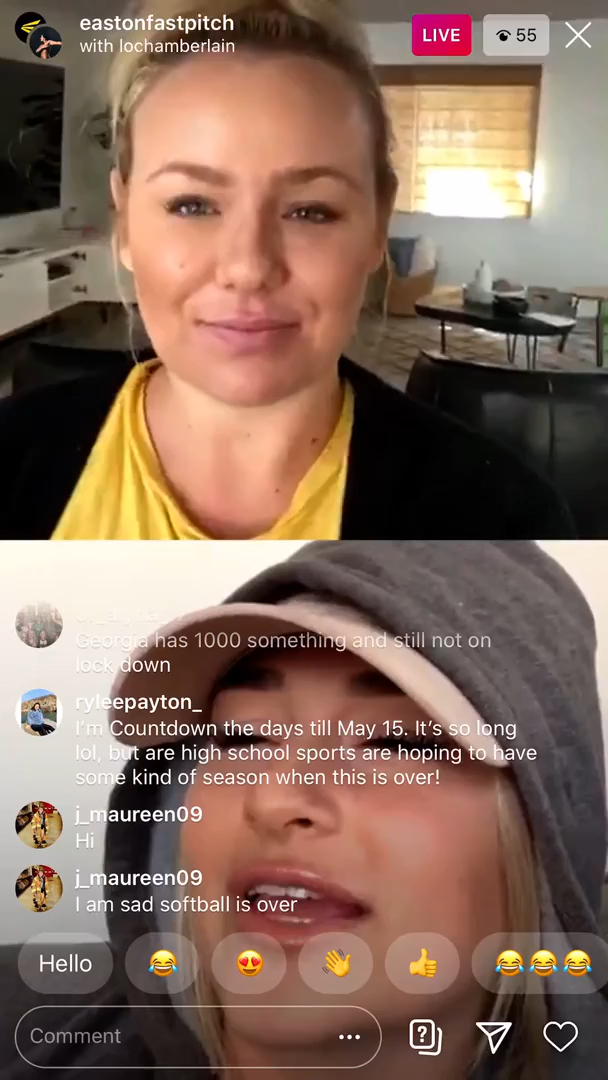 eastonfastpitch
with lochamberlain
LIVE
55
Georgia has 1000 something and still not on
lock down
ryleepayton_
I'm Countdown the days till May 15. It's so long
lol, but are high school sports are hoping to have
some kind of season when this is over!
j_maureen09
Hi
j_maureen09
I am sad softball is over
Hello
Comment